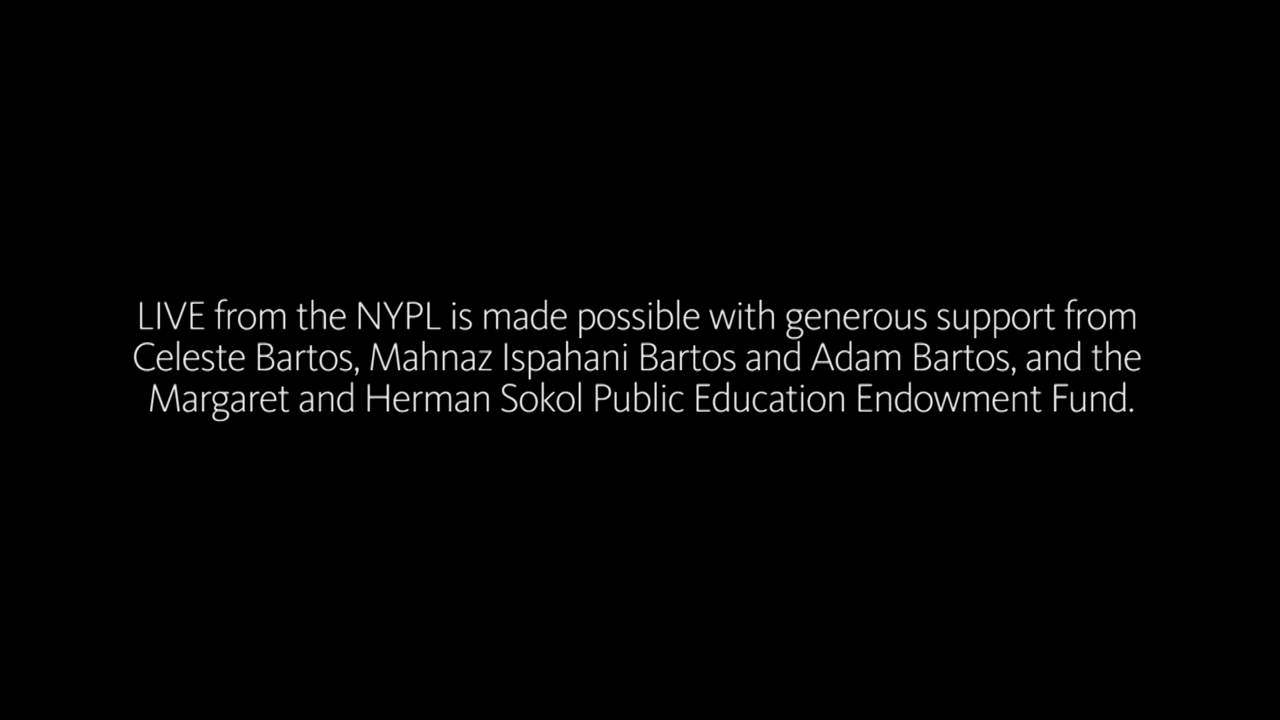 LIVE from the NYPL is made possible with generous support from
Celeste Bartos, Mahnaz Ispahani Bartos and Adam Bartos, and the
Margaret and Herman Sokol Public Education Endowment Fund.